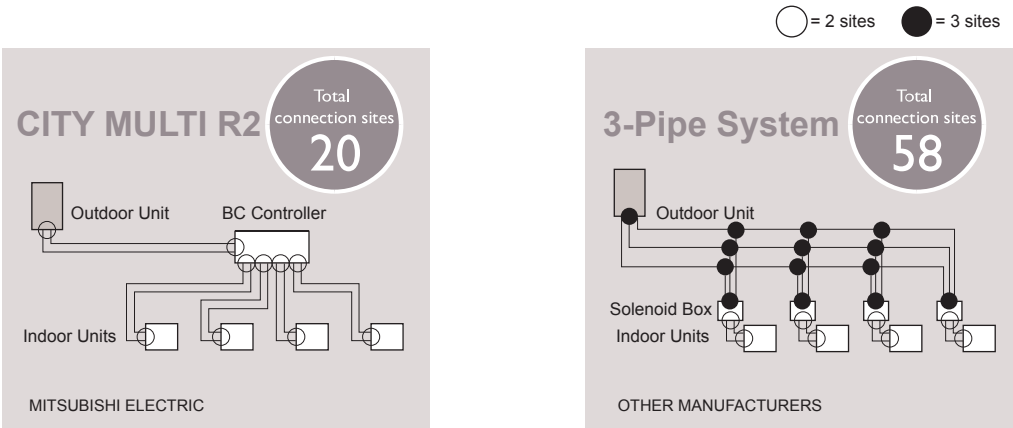 = 2 sites
= 3 sites
CITY MULTI R2
Total
connection sites
20
Outdoor Unit
BC Controller
Indoor Units
MITSUBISHI ELECTRIC
3-Pipe System
Total
connection sites
58
Outdoor Unit
Solenoid Box
Indoor Units
OTHER MANUFACTURERS